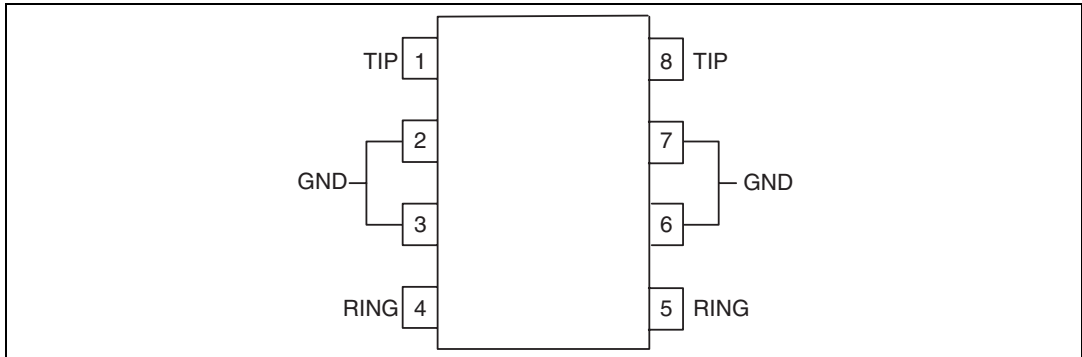 TIP 1 8 TIP
2 7
GND GND
3 6
RING 4 5 RING